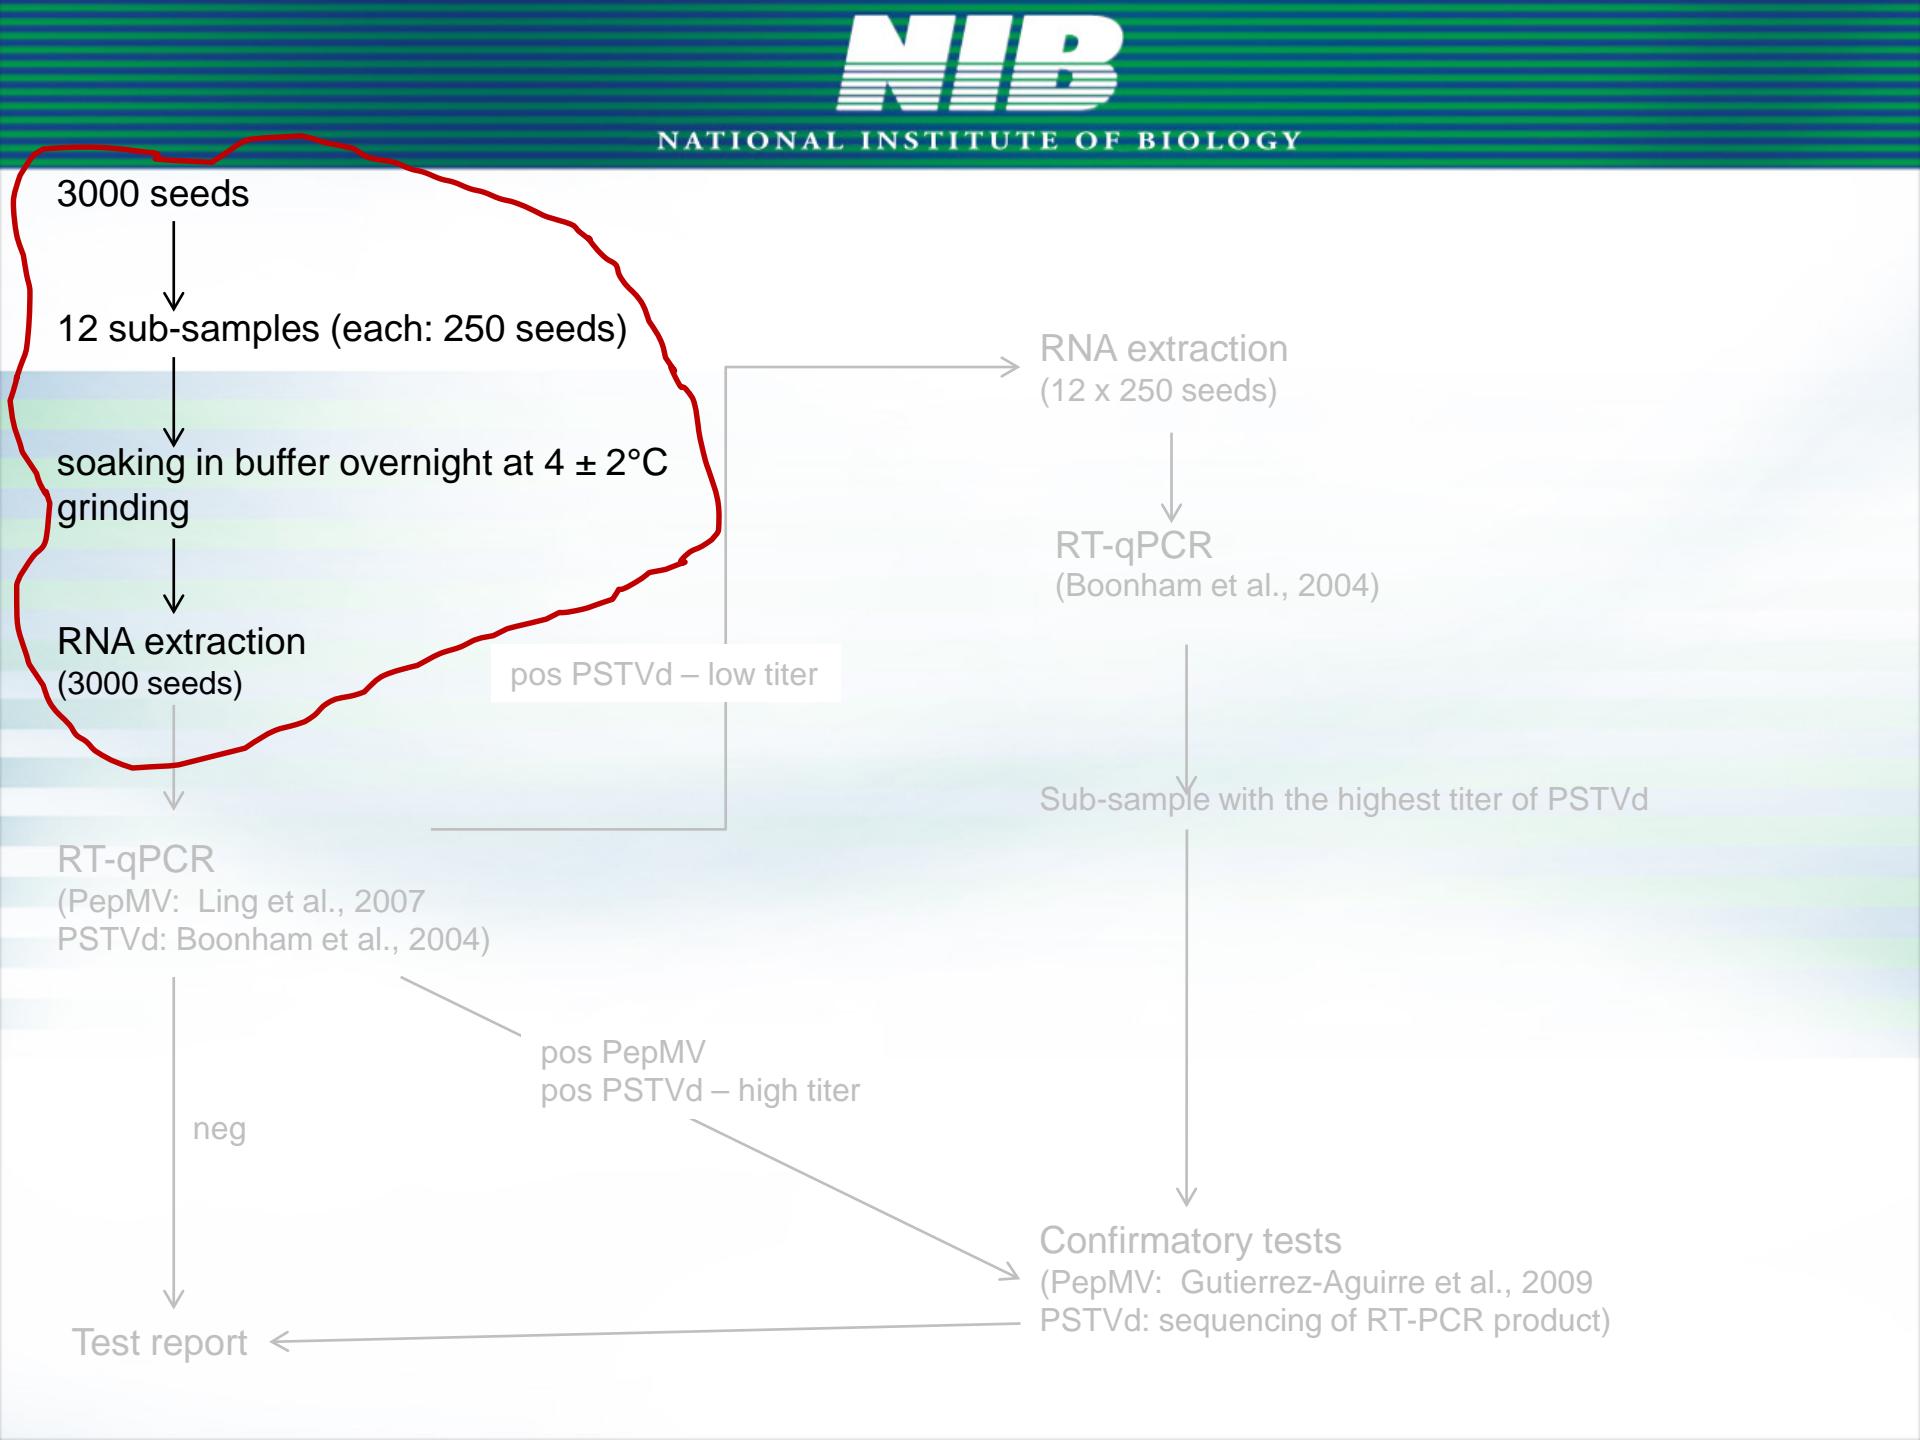 NIB
NATIONAL INSTITUTE OF BIOLOGY
3000 seeds
12 sub-samples (each: 250 seeds)
soaking in buffer overnight at 4 ± 2°C
grinding
RNA extraction
(3000 seeds)
RT-qPCR
(PepMV:  Ling et al., 2007
PSTVd: Boonham et al., 2004)
neg
Test report
pos PSTVd – low titer
pos PepMV
pos PSTVd – high titer
RNA extraction
(12 x 250 seeds)
RT-qPCR
(Boonham et al., 2004)
Sub-sample with the highest titer of PSTVd
Confirmatory tests
(PepMV:  Gutierrez-Aguirre et al., 2009
PSTVd: sequencing of RT-PCR product)